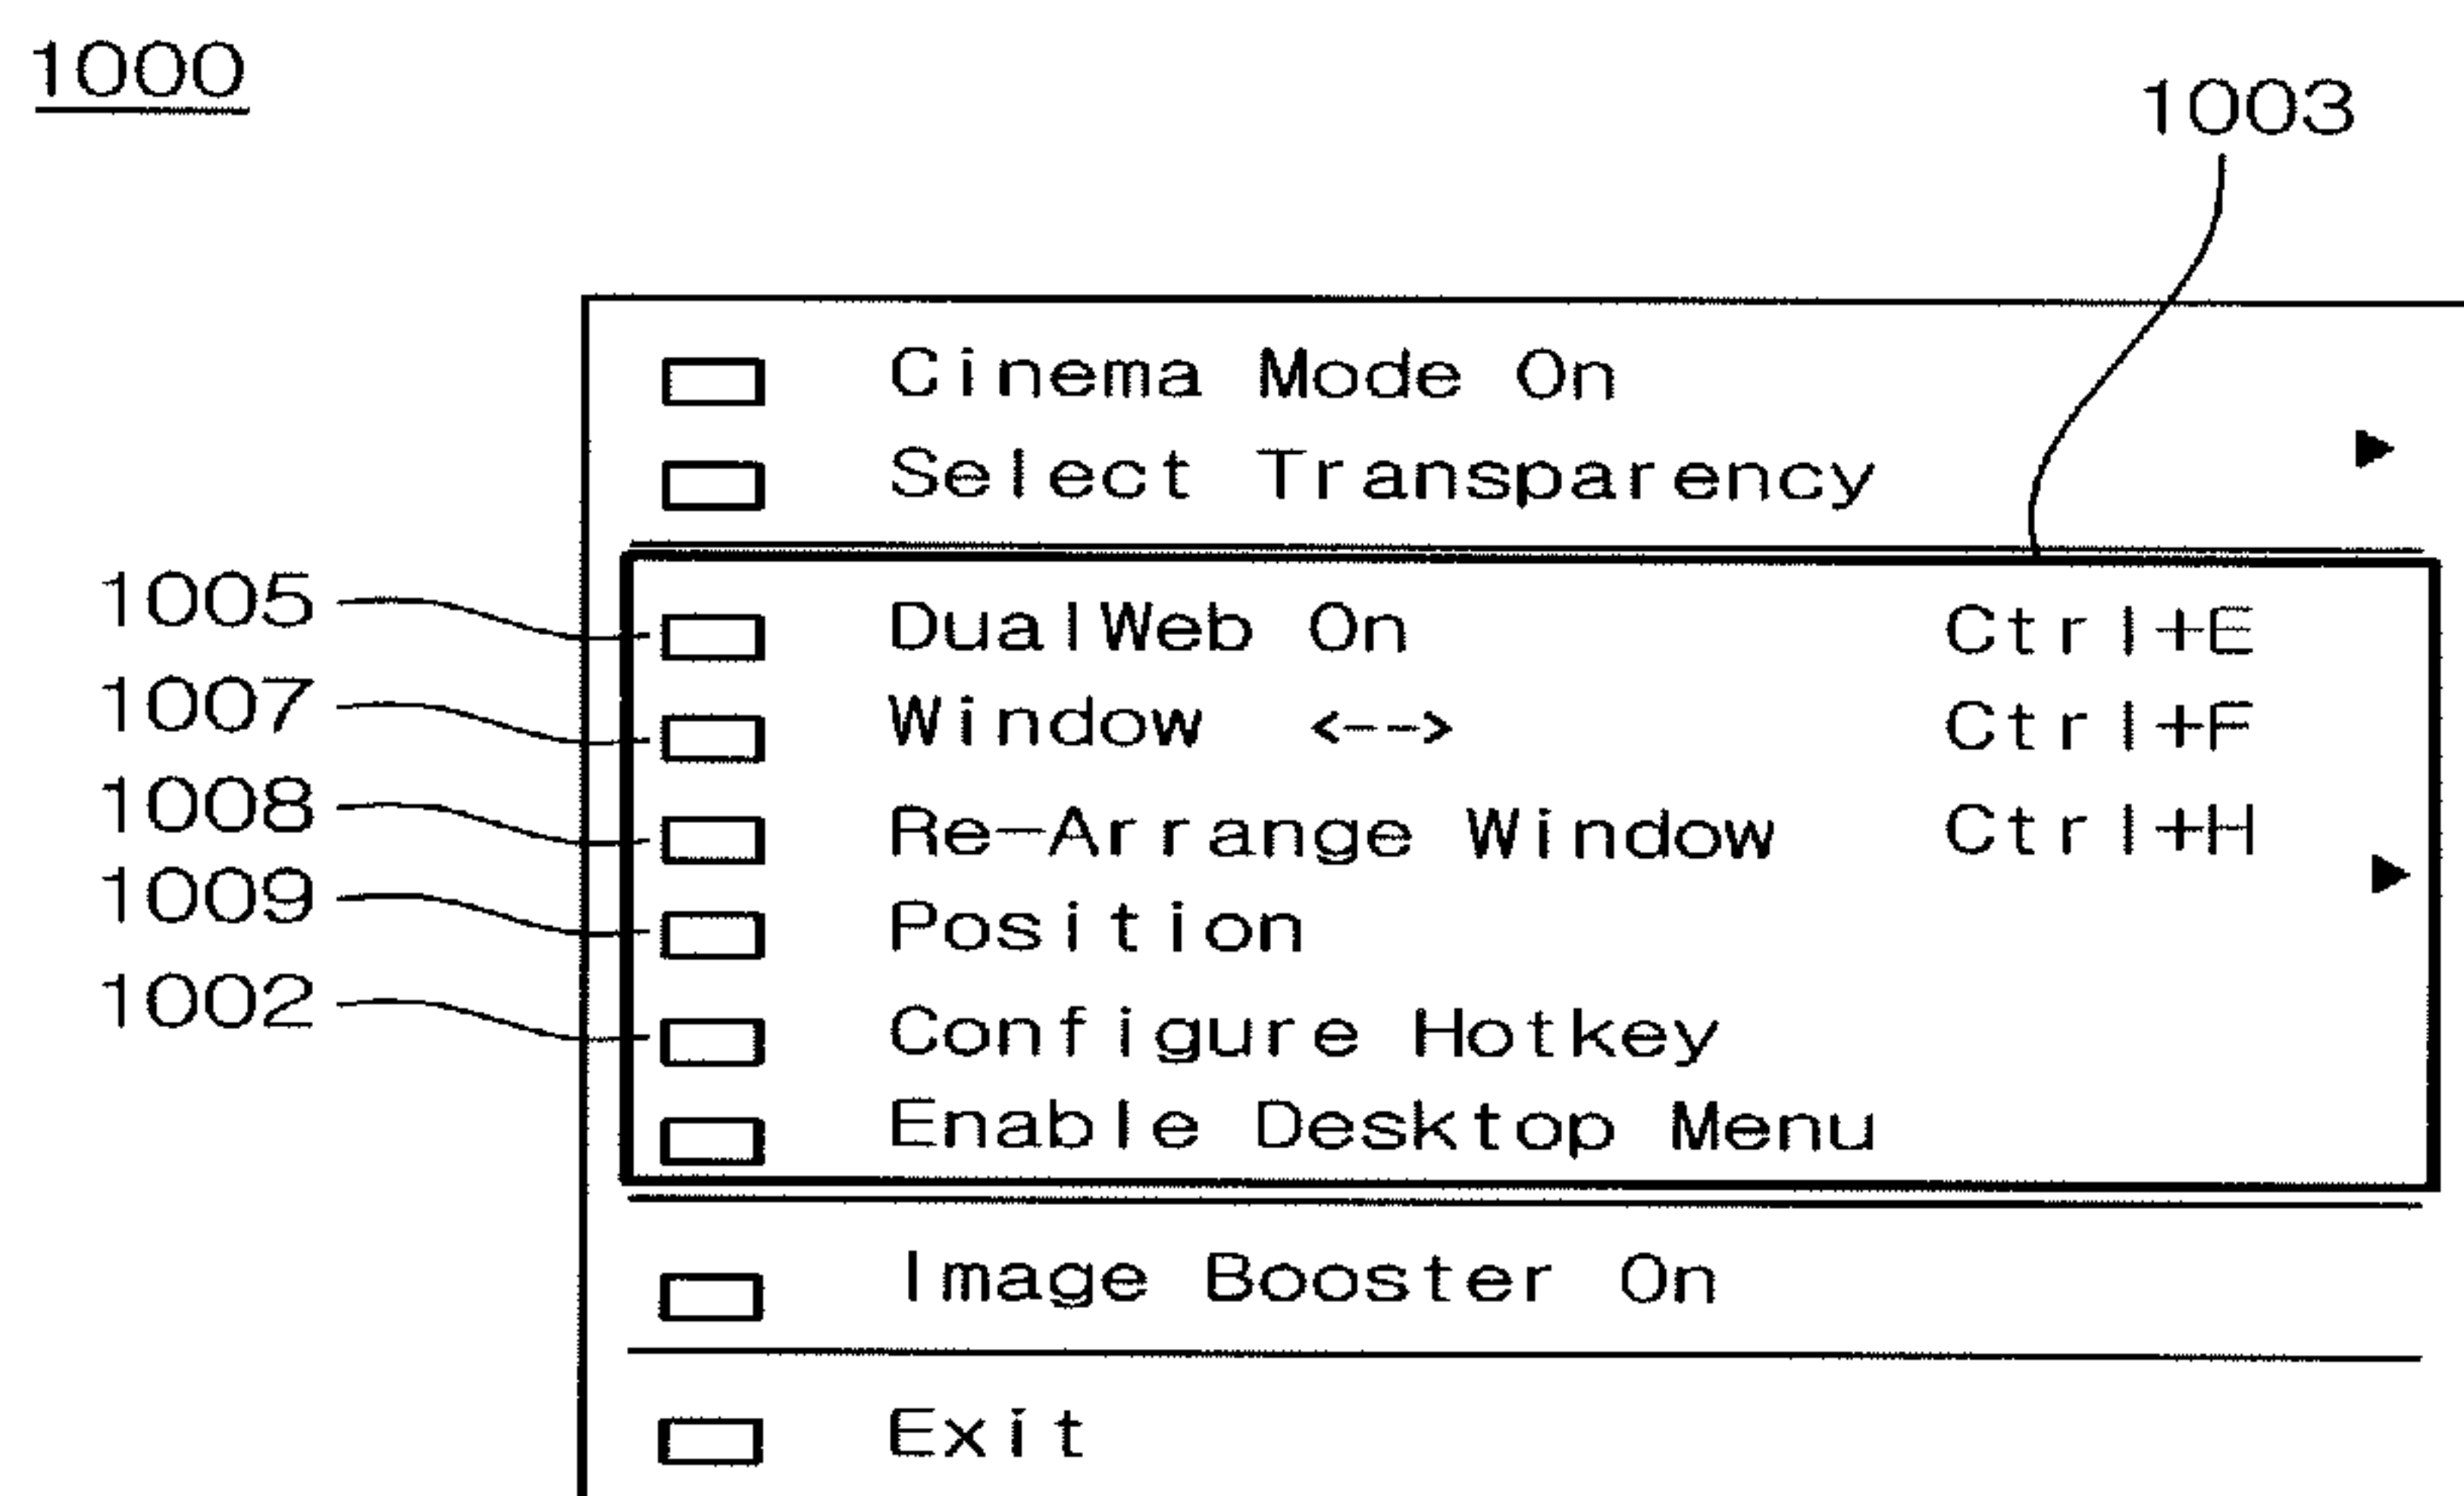 1000
1003
Cinema Mode On
Select Transparency ▶
1005 DualWeb On Ctrl+E
1007 Window <--> Ctrl+F
1008 Re-Arrange Window Ctrl+H
1009 Position ▶
1002 Configure Hotkey
Enable Desktop Menu
Image Booster On
Exit